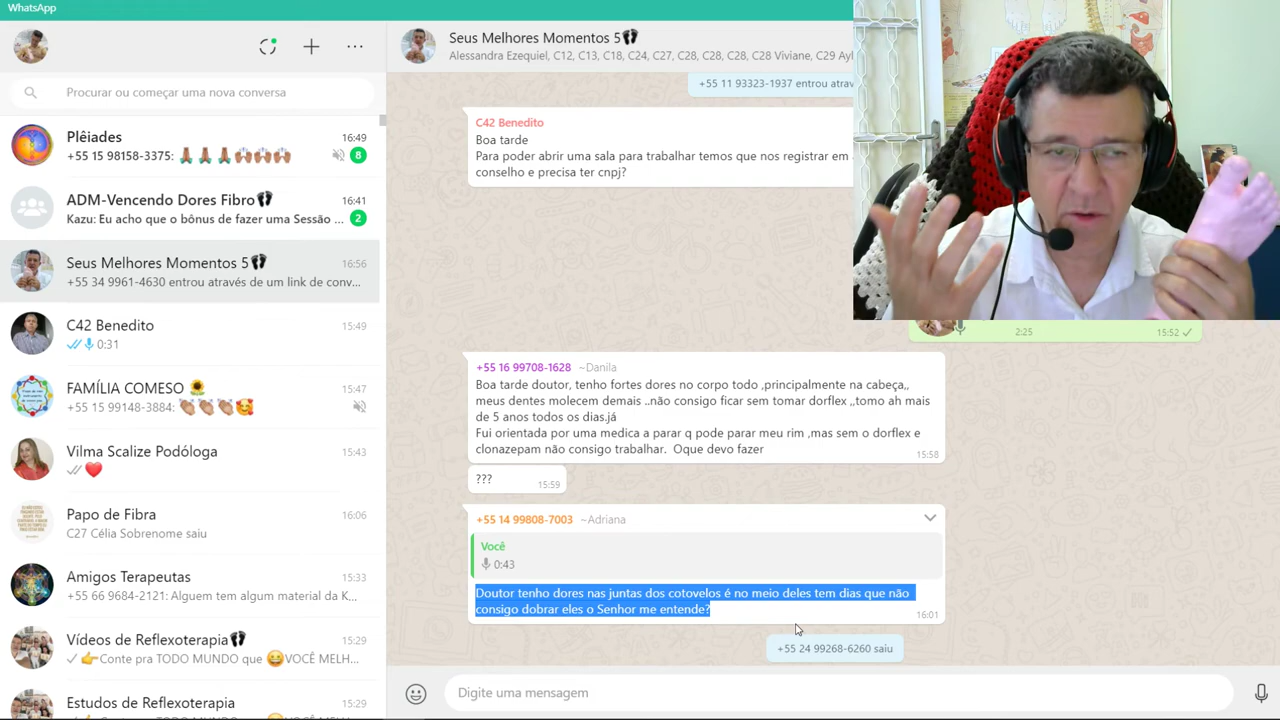 WhatsApp
Procurar ou começar uma nova conversa
Pléiades 16:49
+55 15 98158-3375: 🙏🏽🙏🏽🙏🏽🙌🏽🙌🏽🙌🏽 8
ADM-Vencendo Dores Fibro👣 16:41
Kazu: Eu acho que o bônus de fazer uma Sessão ... 2
Seus Melhores Momentos 5👣 16:56
+55 34 9961-4630 entrou através de um link de conv...
C42 Benedito 15:49
0:31
FAMÍLIA COMESO 🌻 15:47
+55 15 99148-3884: 👏🏽👏🏽👏🏽🥰
Vilma Scalize Podóloga 15:43
❤️
Papo de Fibra 16:06
C27 Célia Sobrenome saiu
Amigos Terapeutas 15:33
+55 66 9684-2121: Alguem tem algum material da K...
Vídeos de Reflexoterapia👣 15:29
👉Conte pra TODO MUNDO que 😂VOCÊ MELH...
Estudos de Reflexoterapia 15:29
Seus Melhores Momentos 5👣
Alessandra Ezequiel, C12, C13, C18, C24, C27, C28, C28, C28, C28 Viviane, C29 Ayl
+55 11 93323-1937 entrou atrav
C42 Benedito
Boa tarde
Para poder abrir uma sala para trabalhar temos que nos registrar em
conselho e precisa ter cnpj?
2:25 15:52
+55 16 99708-1628 ~Danila
Boa tarde doutor, tenho fortes dores no corpo todo ,principalmente na cabeça,,
meus dentes molecem demais ..não consigo ficar sem tomar dorflex ,,tomo ah mais
de 5 anos todos os dias.já
Fui orientada por uma medica a parar q pode parar meu rim ,mas sem o dorflex e
clonazepam não consigo trabalhar. Oque devo fazer
15:58
??? 15:59
+55 14 99808-7003 ~Adriana
Você
0:43
Doutor tenho dores nas juntas dos cotovelos é no meio deles tem dias que não
consigo dobrar eles o Senhor me entende?
16:01
+55 24 99268-6260 saiu
Digite uma mensagem